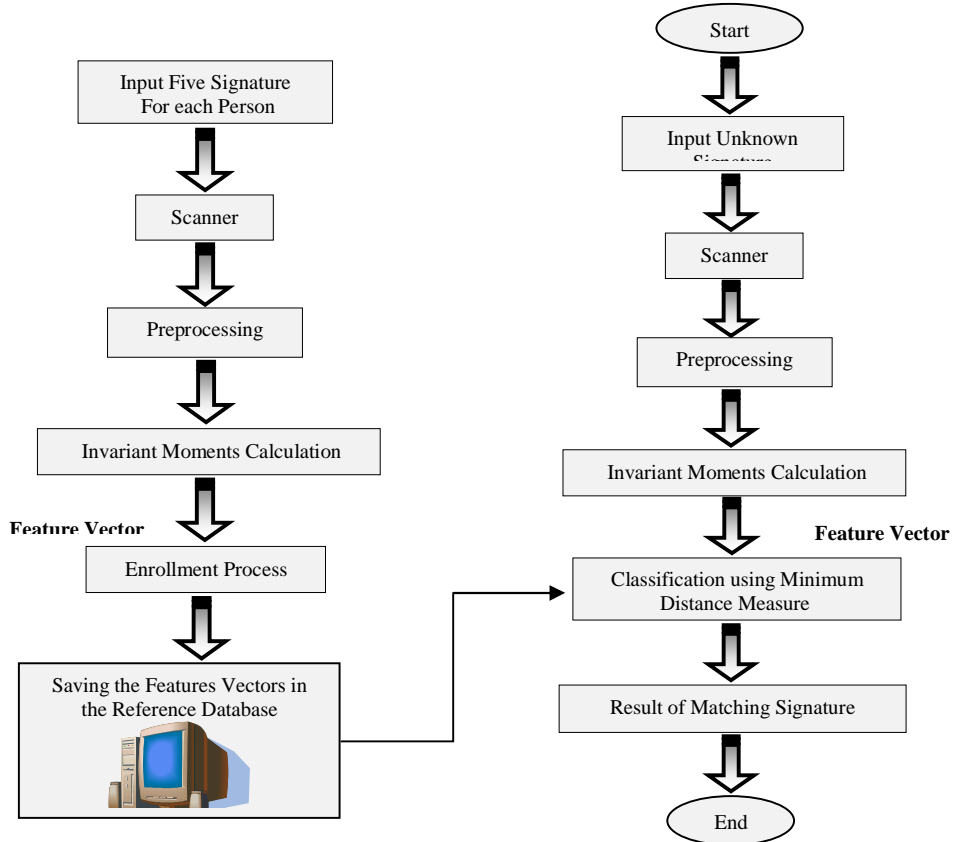 Input Five Signature
For each Person
Scanner
Preprocessing
Invariant Moments Calculation
Feature Vector
Enrollment Process
Saving the Features Vectors in
the Reference Database
Start
Input Unknown
Signature
Scanner
Preprocessing
Invariant Moments Calculation
Feature Vector
Classification using Minimum
Distance Measure
Result of Matching Signature
End